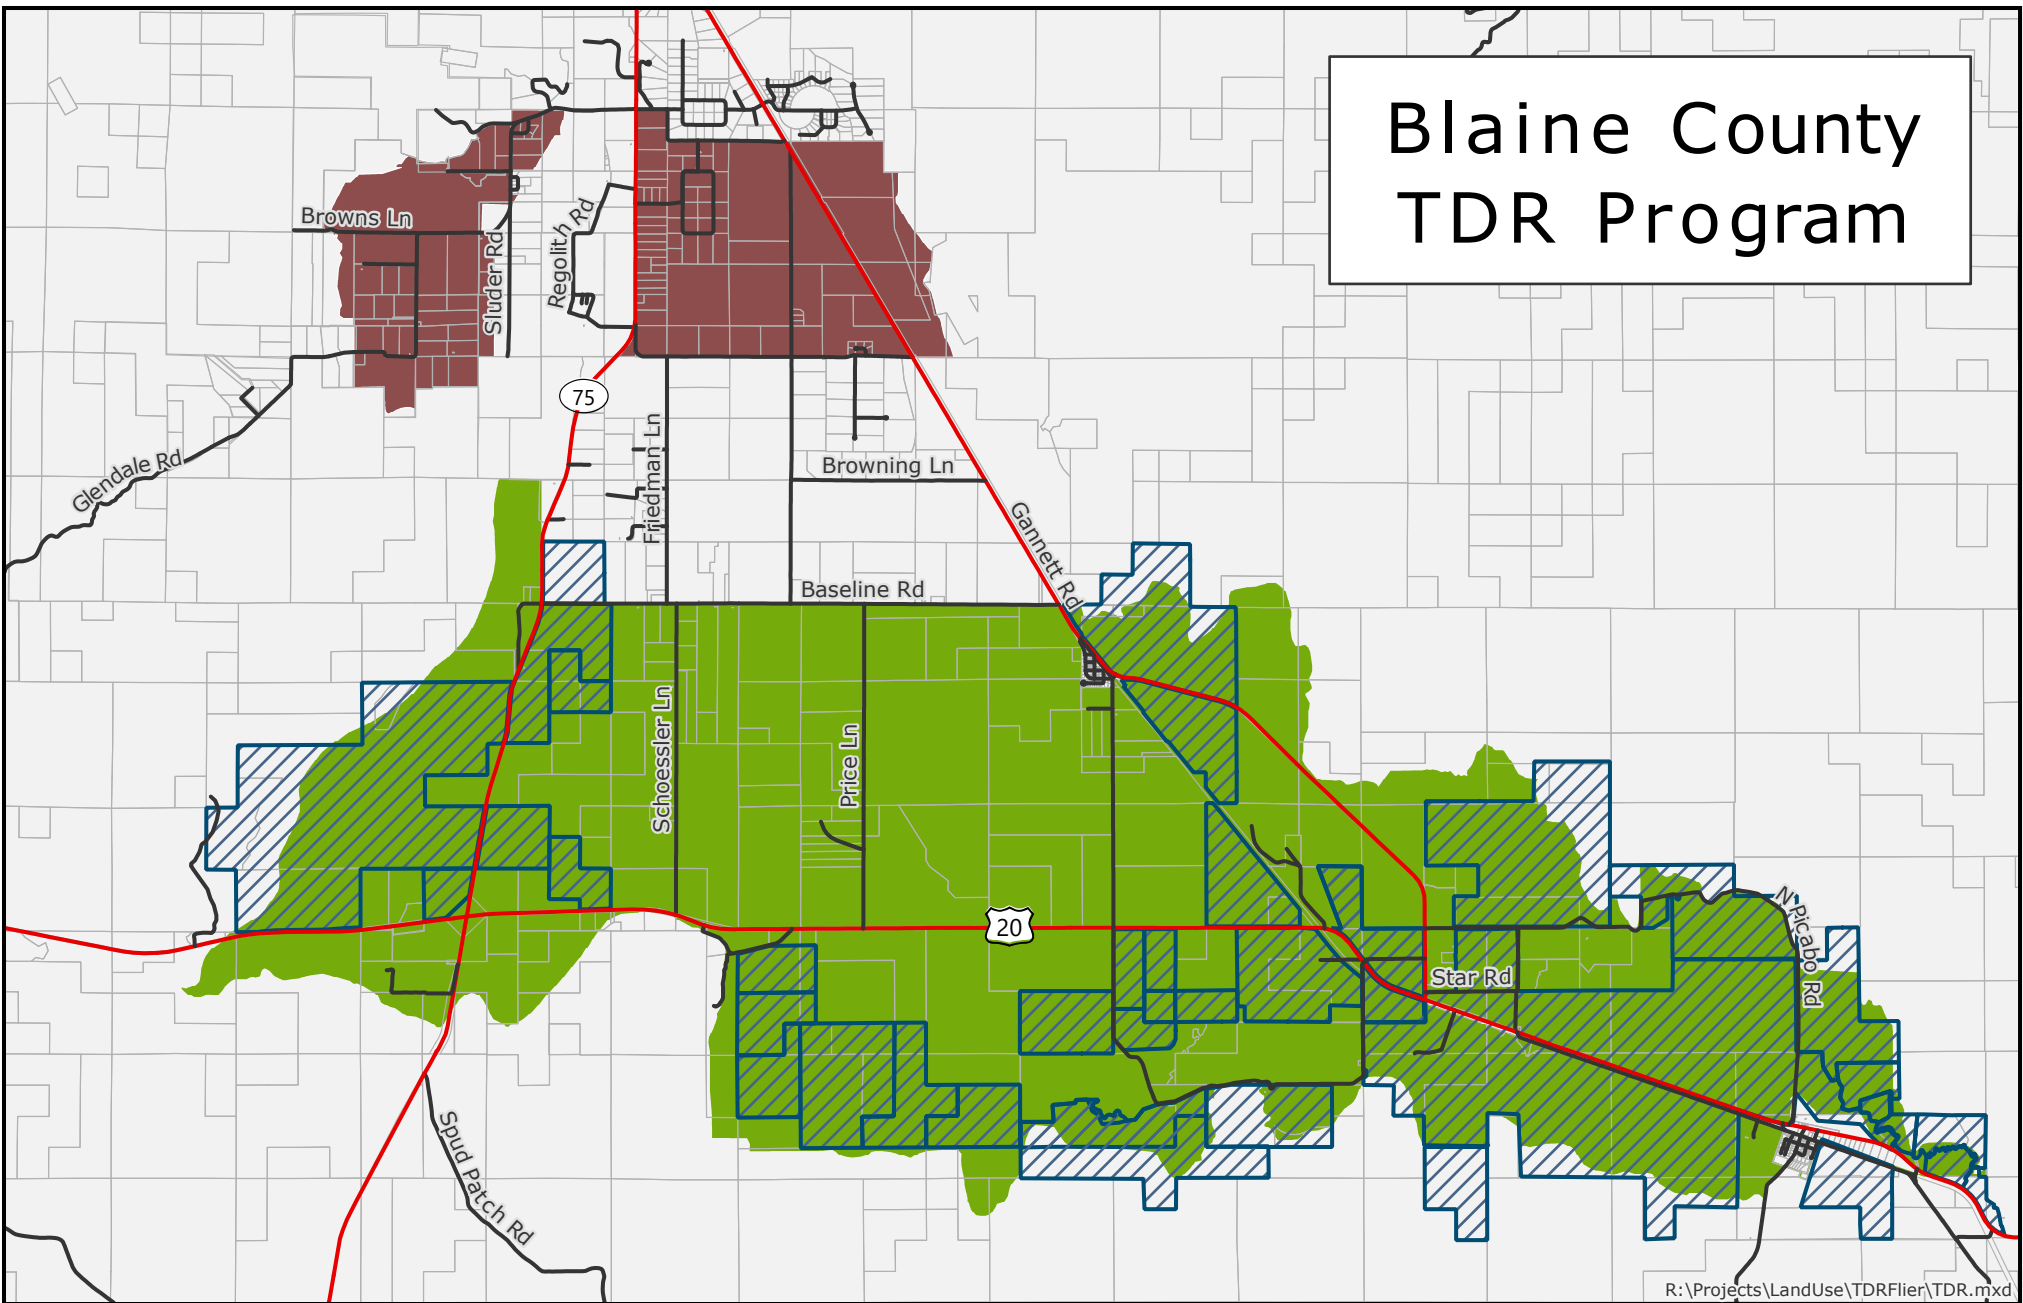 Blaine County
TDR Program
Browns Ln
Sluder Rd
Regolith Rd
75
Glendale Rd
Friedman Ln
Browning Ln
Gannett Rd
Baseline Rd
Schoessler Ln
Price Ln
20
Star Rd
N Picabo Rd
Spud Patch Rd
R:\Projects\LandUse\TDRFlier\TDR.mxd